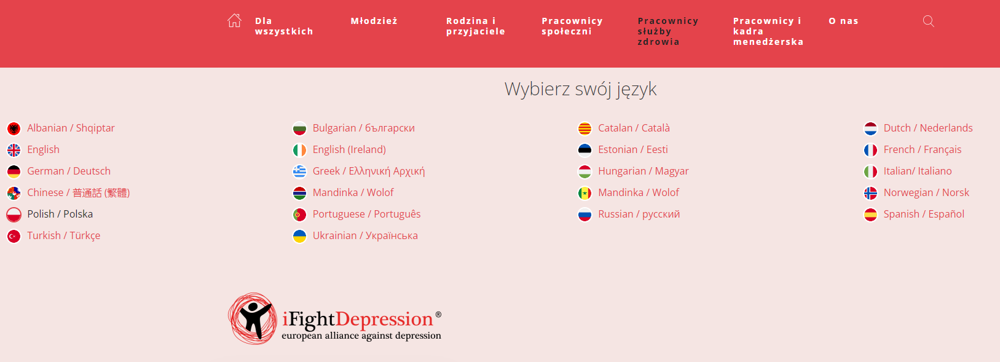 Dla
wszystkich
Młodzież
Rodzina i
przyjaciele
Pracownicy
społeczni
Pracownicy
służby
zdrowia
Pracownicy i
kadra
menedżerska
O nas
Wybierz swój język
Albanian / Shqiptar
Bulgarian / български
Catalan / Català
Dutch / Nederlands
English
English (Ireland)
Estonian / Eesti
French / Français
German / Deutsch
Greek / Ελληνική Αρχική
Hungarian / Magyar
Italian/ Italiano
Chinese / 普通話 (繁體)
Mandinka / Wolof
Mandinka / Wolof
Norwegian / Norsk
Polish / Polska
Portuguese / Português
Russian / русский
Spanish / Español
Turkish / Türkçe
Ukrainian / Українська
iFightDepression®
european alliance against depression